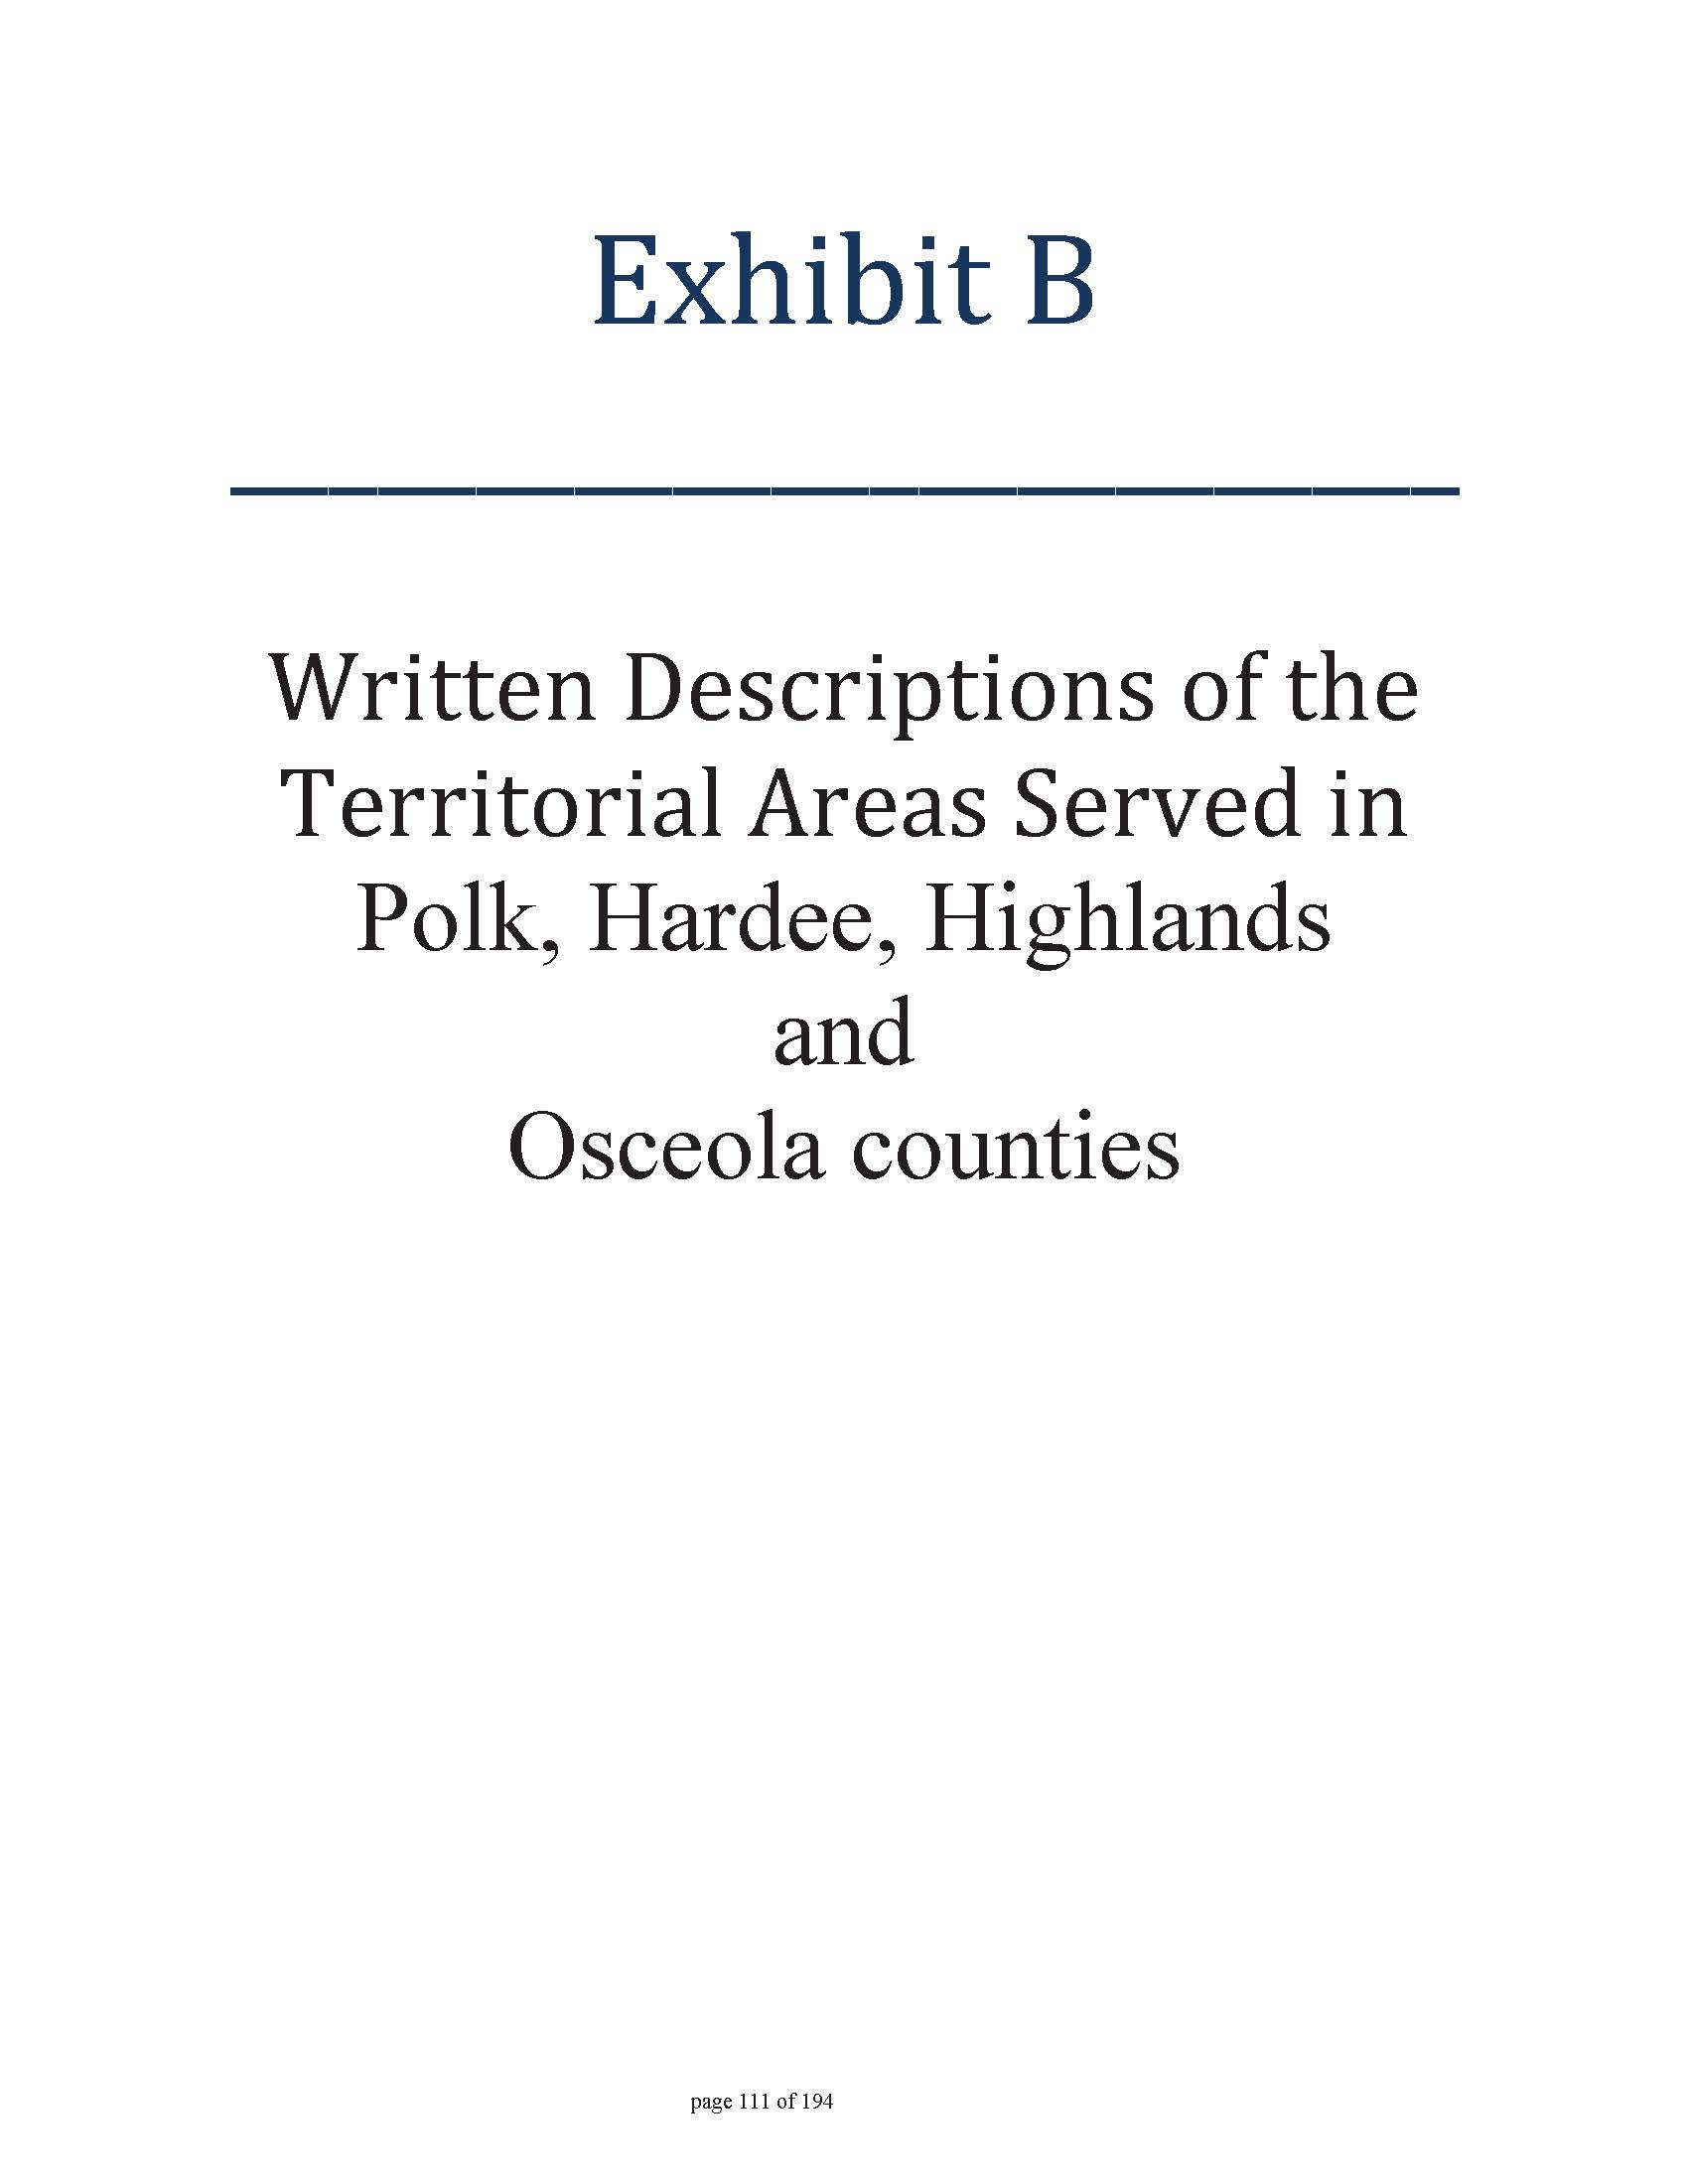 Exhibit B
Written Descriptions of the
Territorial Areas Served in
Polk, Hardee, Highlands
and
Osceola counties
page 111 of 194